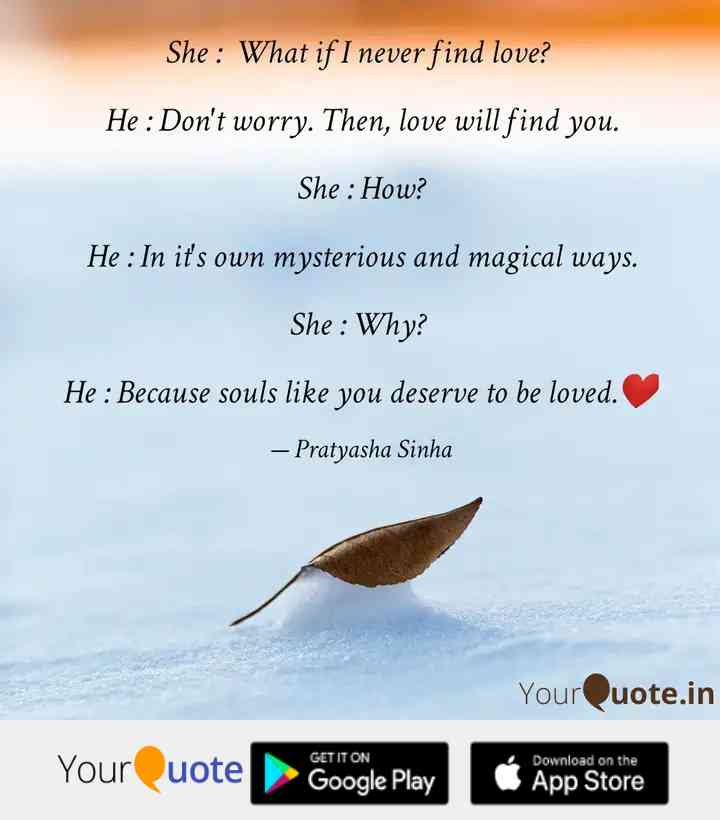 She : What if I never find love?
He : Don't worry. Then, love will find you.
She : How?
He : In it's own mysterious and magical ways.
She : Why?
He : Because souls like you deserve to be loved.❤️
— Pratyasha Sinha
YourQuote.in
YourQuote
GET IT ON
Google Play
Download on the
App Store